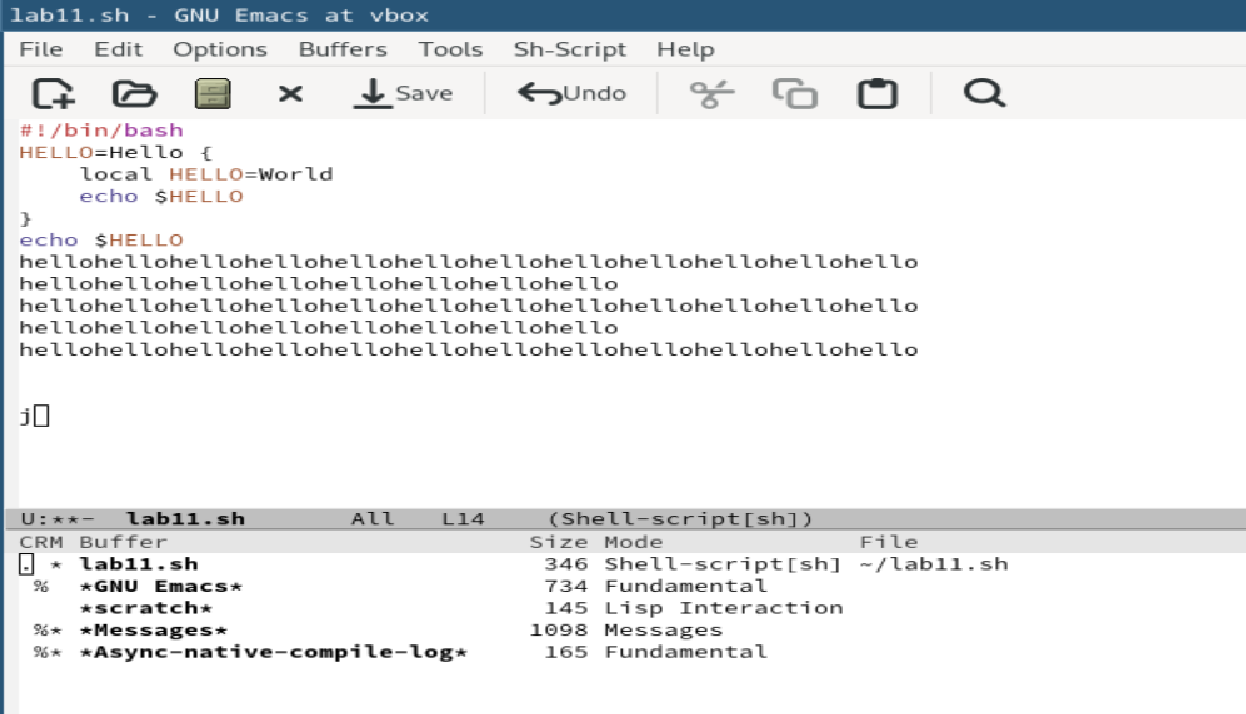 lab11.sh - GNU Emacs at vbox
File Edit Options Buffers Tools Sh-Script Help
Save Undo
#!/bin/bash
HELLO=Hello {
    local HELLO=World
    echo $HELLO
}
echo $HELLO
hellohellohellohellohellohellohellohellohellohellohellohello
hellohellohellohellohellohellohellohello
hellohellohellohellohellohellohellohellohellohellohellohello
hellohellohellohellohellohellohellohello
hellohellohellohellohellohellohellohellohellohellohellohello
j
U:**-  lab11.sh       All   L14    (Shell-script[sh])
CRM Buffer                        Size Mode             File
. * lab11.sh                       346 Shell-script[sh] ~/lab11.sh
 %  *GNU Emacs*                    734 Fundamental
    *scratch*                      145 Lisp Interaction
 %* *Messages*                    1098 Messages
 %* *Async-native-compile-log*     165 Fundamental